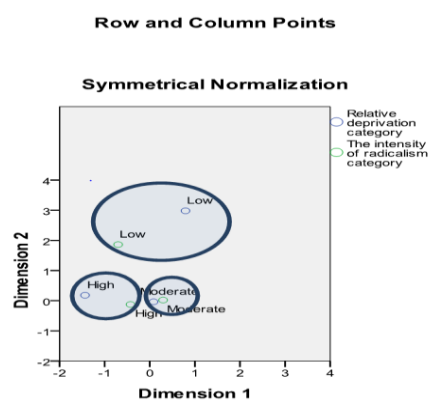 Row and Column Points
Symmetrical Normalization
Relative
deprivation
category
The intensity
of radicalism
category
Dimension 2
4
3
2
1
0
-1
-2
Low
Low
High
Moderate
High
Moderate
-2
-1
0
1
2
3
4
Dimension 1